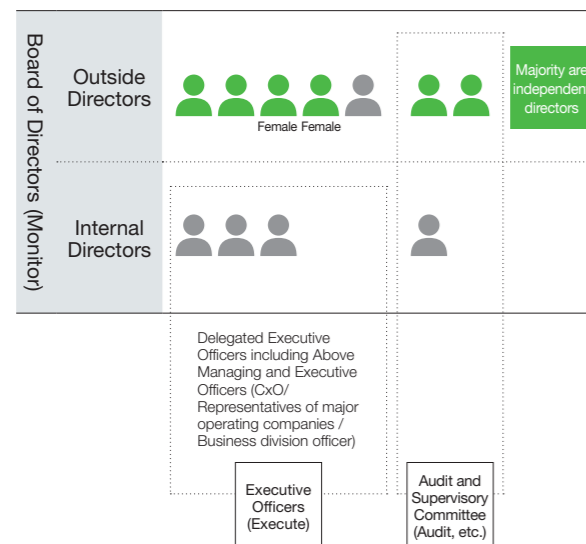 Board of Directors (Monitor)
Outside
Directors
Female Female
Majority are
independent
directors
Internal
Directors
Delegated Executive
Officers including Above
Managing and Executive
Officers (CxO/
Representatives of major
operating companies /
Business division officer)
Executive
Officers
(Execute)
Audit and
Supervisory
Committee
(Audit, etc.)